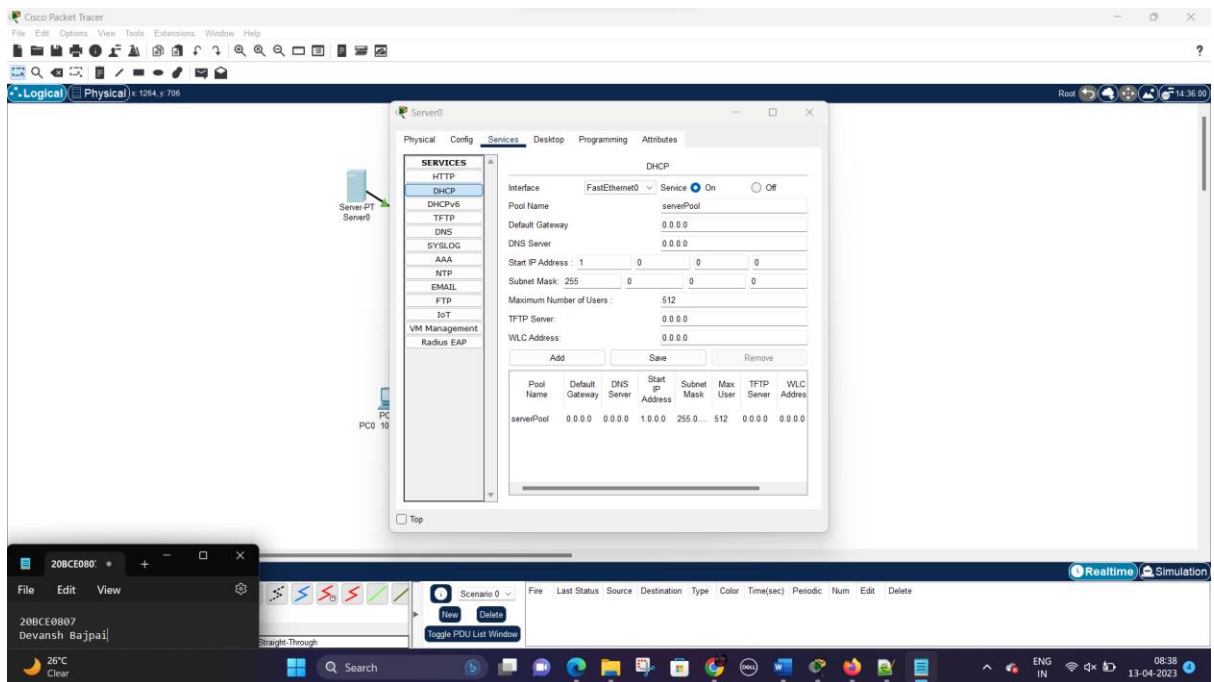 Cisco Packet Tracer
File Edit Options View Tools Extensions Window Help
?
Logical Physical x: 1264, y: 706 Root 14:36:00
Server0
Physical Config Services Desktop Programming Attributes
SERVICES
HTTP
DHCP
DHCPv6
TFTP
DNS
SYSLOG
AAA
NTP
EMAIL
FTP
IoT
VM Management
Radius EAP
DHCP
Interface FastEthernet0 Service On Off
Pool Name serverPool
Default Gateway 0.0.0.0
DNS Server 0.0.0.0
Start IP Address : 1 0 0 0
Subnet Mask: 255 0 0 0
Maximum Number of Users : 512
TFTP Server: 0.0.0.0
WLC Address: 0.0.0.0
Add Save Remove
Pool Name Default Gateway DNS Server Start IP Address Subnet Mask Max User TFTP Server WLC Addres
serverPool 0.0.0.0 0.0.0.0 1.0.0.0 255.0.... 512 0.0.0.0 0.0.0.0
Top
Server-PT
Server0
PC
PC0 10
Realtime Simulation
Scenario 0
New Delete
Toggle PDU List Window
Fire Last Status Source Destination Type Color Time(sec) Periodic Num Edit Delete
Straight-Through
20BCE080
File Edit View
20BCE0807
Devansh Bajpai
26°C
Clear
Search
DELL
ENG
IN
08:38
13-04-2023
4